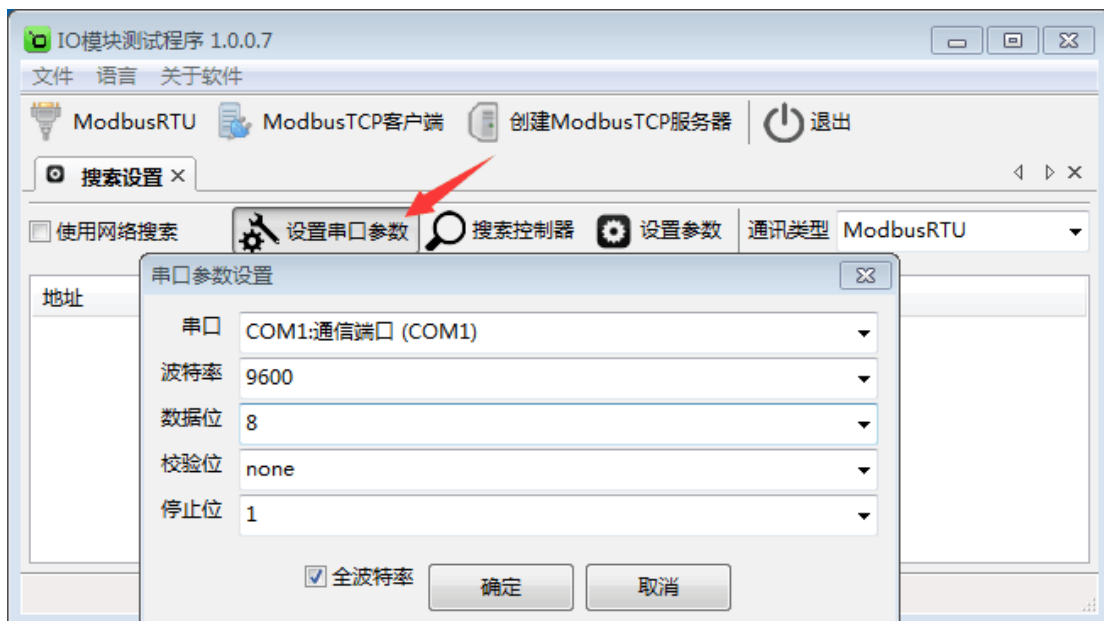 IO模块测试程序 1.0.0.7
文件 语言 关于软件
ModbusRTU ModbusTCP客户端 创建ModbusTCP服务器 退出
搜索设置
使用网络搜索 设置串口参数 搜索控制器 设置参数 通讯类型 ModbusRTU
串口参数设置
地址
串口 COM1:通信端口 (COM1)
波特率 9600
数据位 8
校验位 none
停止位 1
全波特率 确定 取消